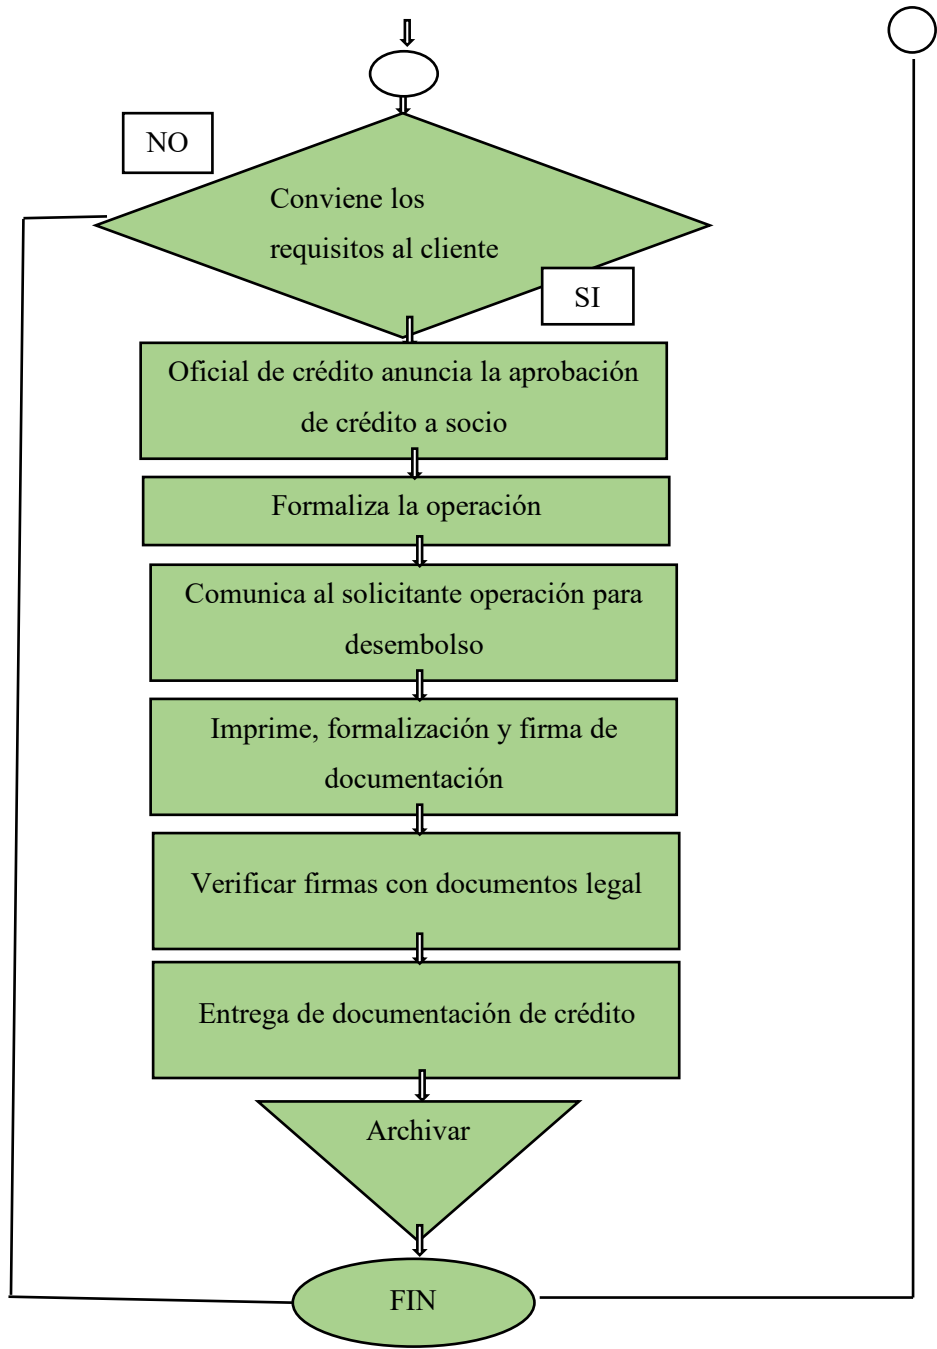 NO
Conviene los
requisitos al cliente
SI
Oficial de crédito anuncia la aprobación
de crédito a socio
Formaliza la operación
Comunica al solicitante operación para
desembolso
Imprime, formalización y firma de
documentación
Verificar firmas con documentos legal
Entrega de documentación de crédito
Archivar
FIN